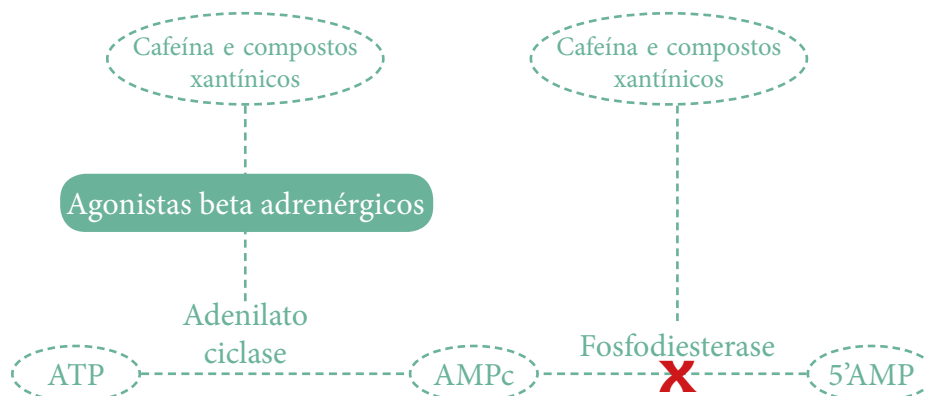 Cafeína e compostos
xantínicos
Cafeína e compostos
xantínicos
Agonistas beta adrenérgicos
Adenilato
ciclase
Fosfodiesterase
ATP
AMPc
X
5’AMP